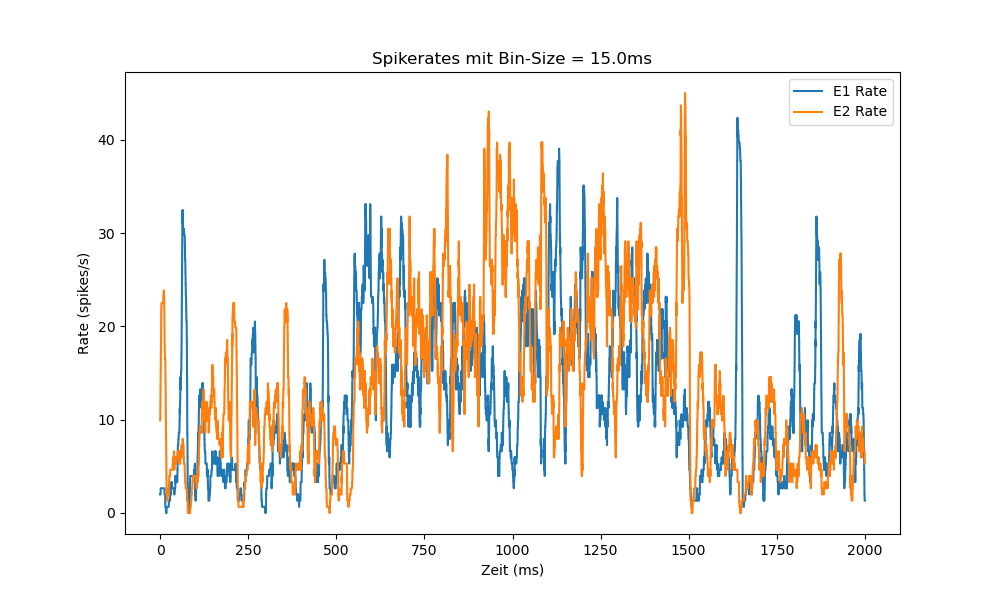 Spikerates mit Bin-Size = 15.0ms
E1 Rate
E2 Rate
Rate (spikes/s)
40
30
20
10
0
0 250 500 750 1000 1250 1500 1750 2000
Zeit (ms)